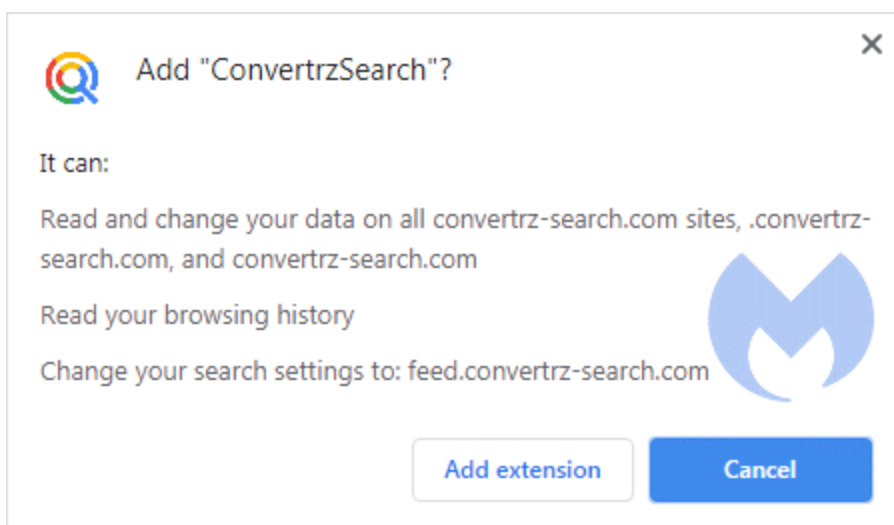 Add "ConvertrzSearch"?
It can:
Read and change your data on all convertrz-search.com sites, .convertrz-
search.com, and convertrz-search.com
Read your browsing history
Change your search settings to: feed.convertrz-search.com
Add extension
Cancel